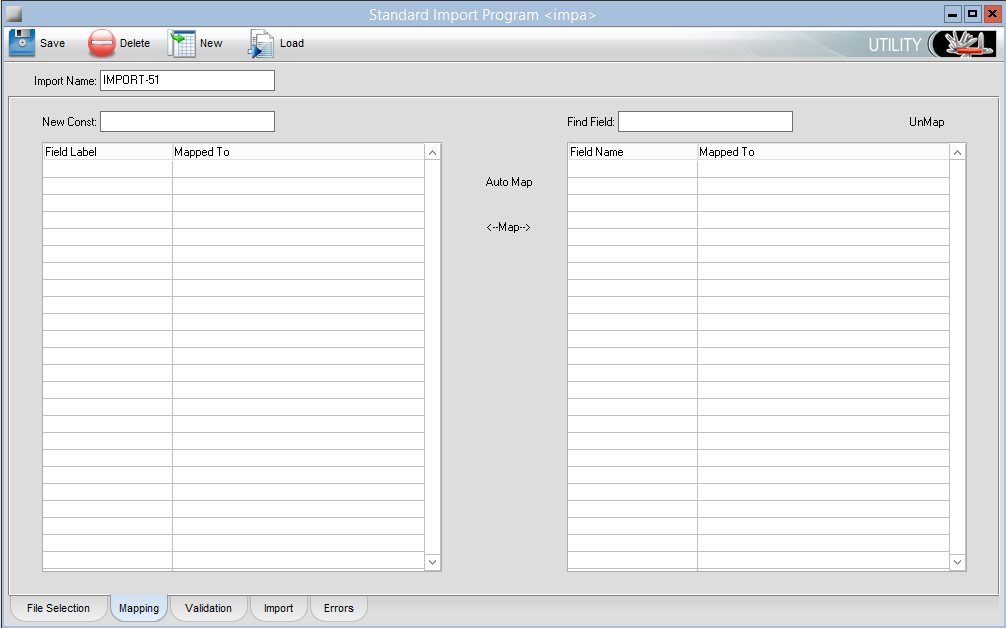 Standard Import Program <impa>
Save Delete New Load UTILITY
Import Name: IMPORT-51
New Const: Find Field: UnMap
Field Label Mapped To Field Name Mapped To
Auto Map
<--Map-->
File Selection Mapping Validation Import Errors